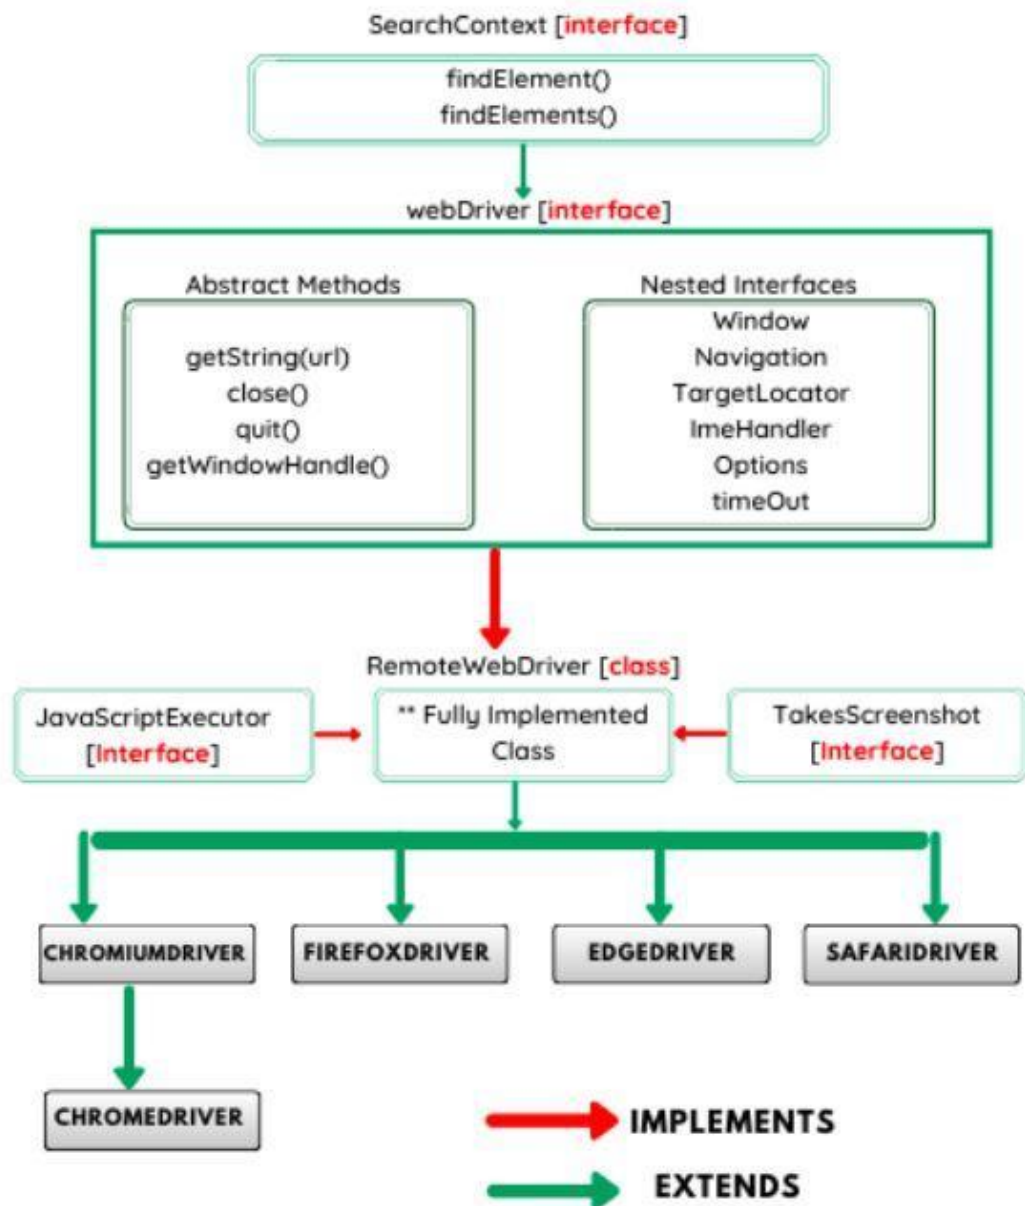 SearchContext [interface]
findElement()
findElements()
webDriver [interface]
Abstract Methods
getString(url)
close()
quit()
getWindowHandle()
Nested Interfaces
Window
Navigation
TargetLocator
ImeHandler
Options
timeOut
RemoteWebDriver [class]
JavaScriptExecutor
[Interface]
** Fully Implemented
Class
TakesScreenshot
[Interface]
CHROMIUMDRIVER
FIREFOXDRIVER
EDGEDRIVER
SAFARIDRIVER
CHROMEDRIVER
IMPLEMENTS
EXTENDS